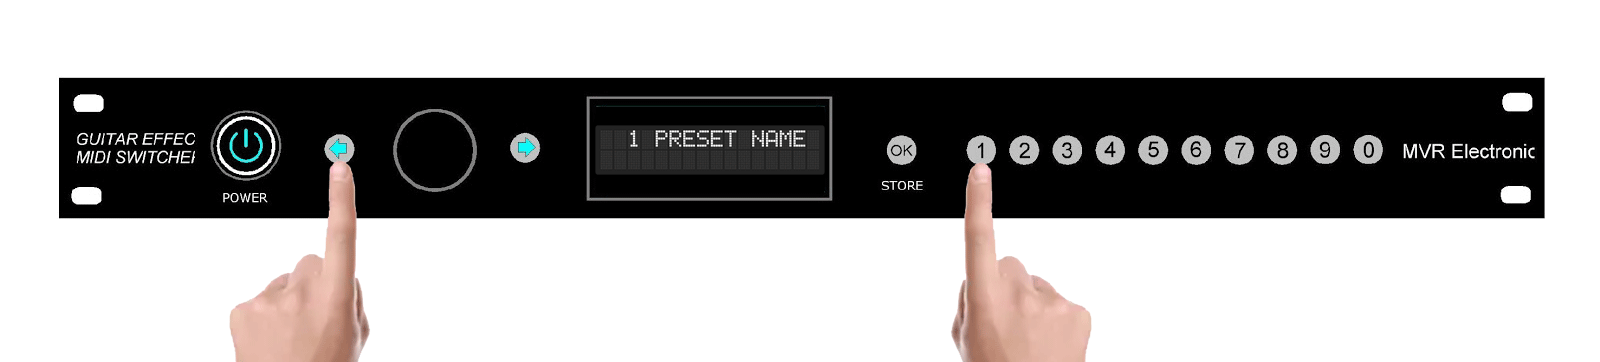 GUITAR EFFEC
MIDI SWITCHER
POWER
1 PRESET NAME
OK
STORE
1 2 3 4 5 6 7 8 9 0
MVR Electronic